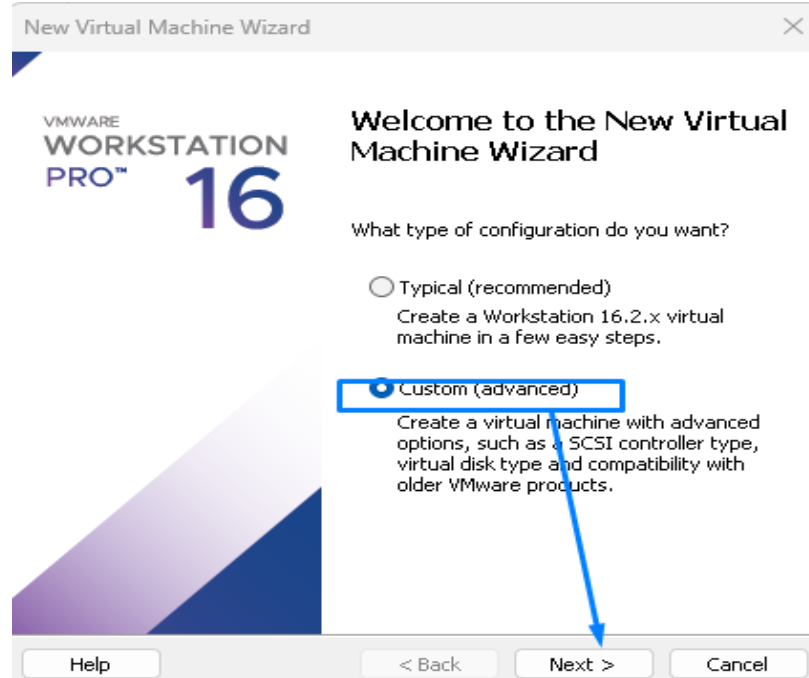 New Virtual Machine Wizard
VMWARE
WORKSTATION
PRO™ 16
Welcome to the New Virtual
Machine Wizard
What type of configuration do you want?
Typical (recommended)
Create a Workstation 16.2.x virtual
machine in a few easy steps.
Custom (advanced)
Create a virtual machine with advanced
options, such as a SCSI controller type,
virtual disk type and compatibility with
older VMware products.
Help
< Back
Next >
Cancel